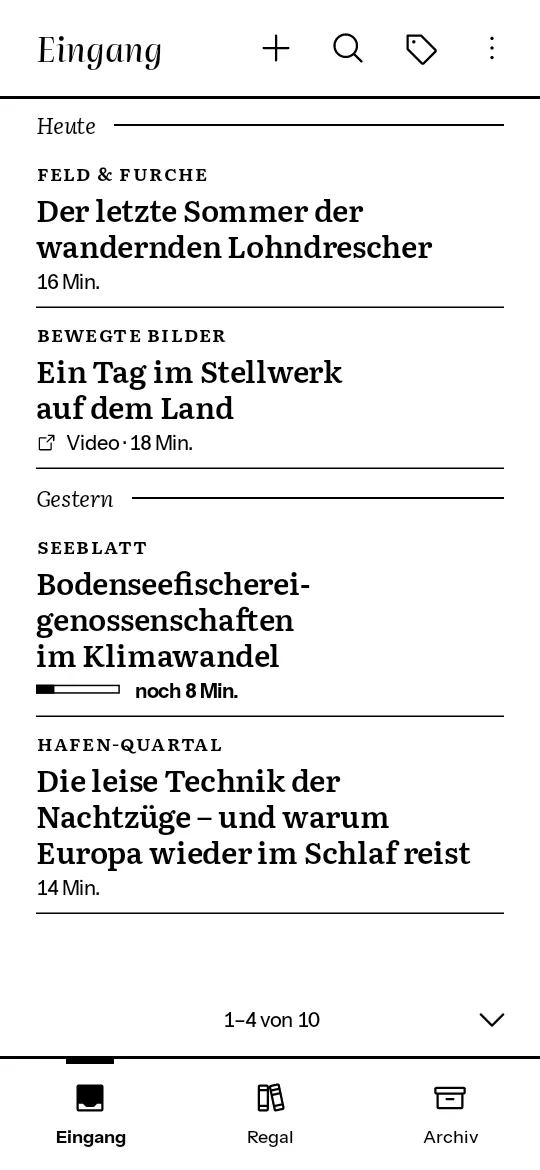 Eingang
Heute
FELD & FURCHE
Der letzte Sommer der
wandernden Lohndrescher
16 Min.
BEWEGTE BILDER
Ein Tag im Stellwerk
auf dem Land
Video · 18 Min.
Gestern
SEEBLATT
Bodenseefischerei-
genossenschaften
im Klimawandel
noch 8 Min.
HAFEN-QUARTAL
Die leise Technik der
Nachtzüge – und warum
Europa wieder im Schlaf reist
14 Min.
1–4 von 10
Eingang
Regal
Archiv